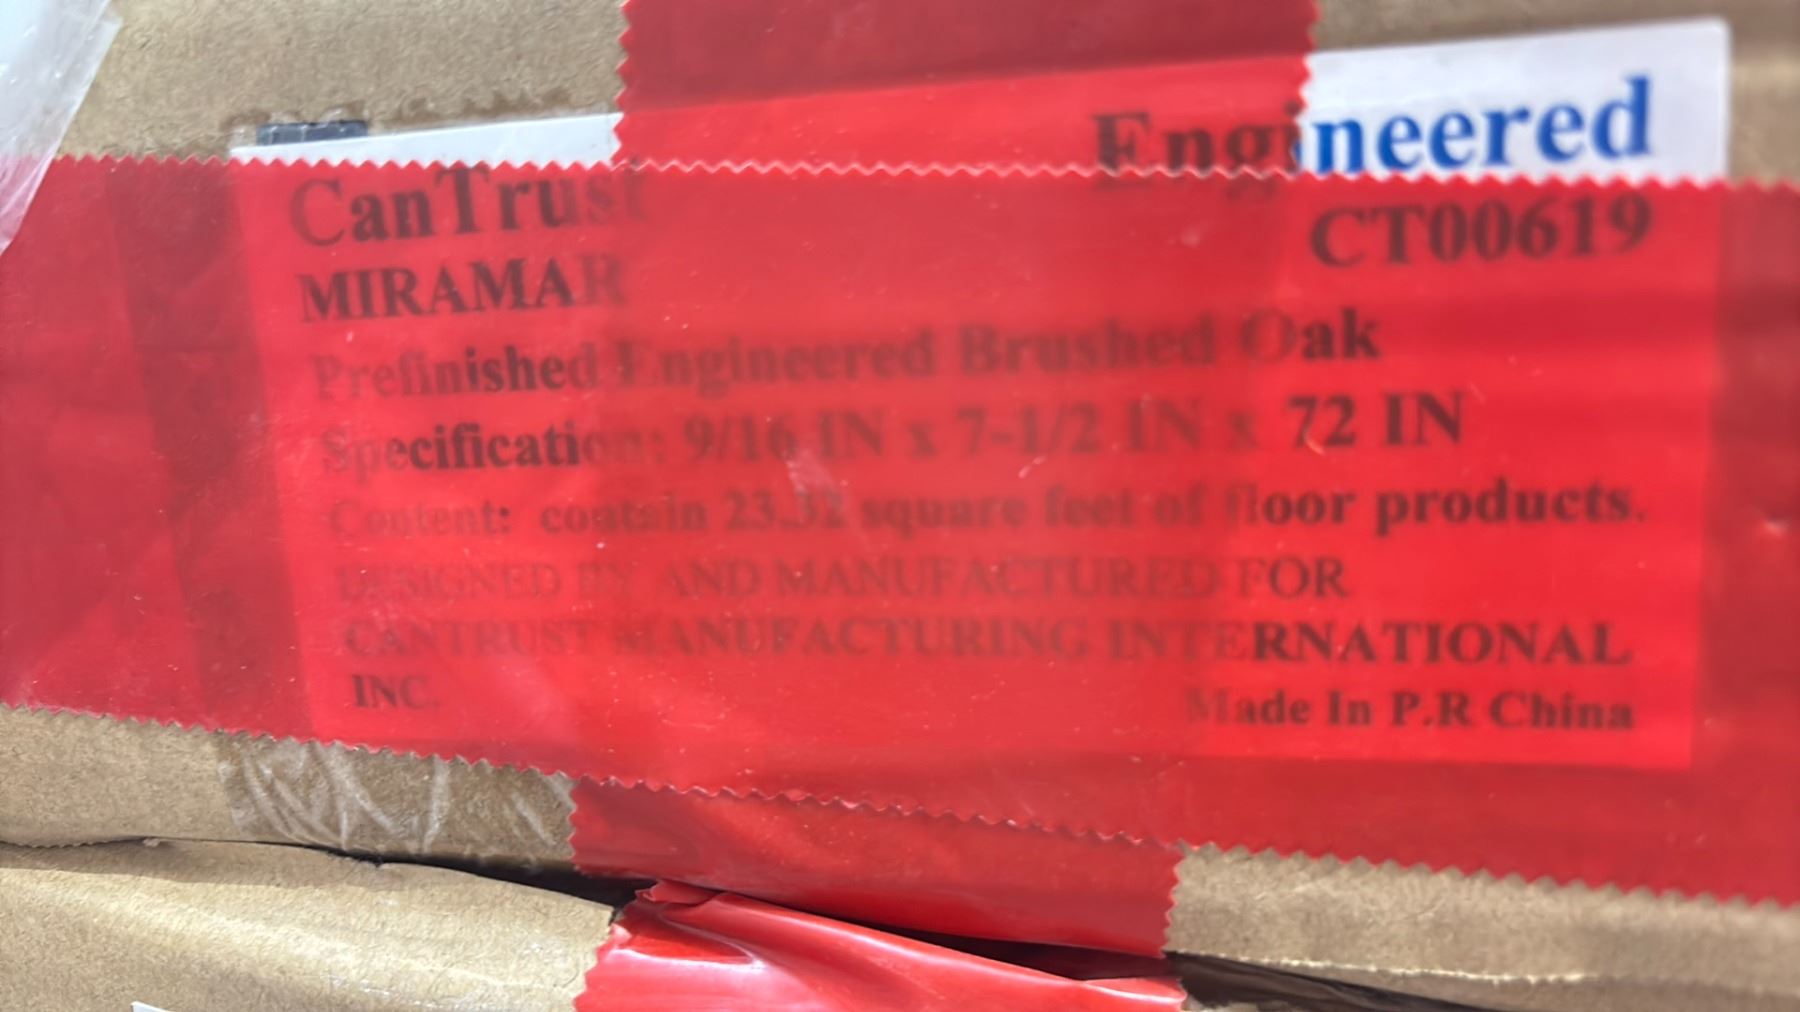 Engineered
CanTrust
CT00619
MIRAMAR
Prefinished Engineered Brushed Oak
Specification: 9/16 IN x 7-1/2 IN x 72 IN
Content: contain 23.32 square feet of floor products.
DESIGNED BY AND MANUFACTURED FOR
CANTRUST MANUFACTURING INTERNATIONAL
INC.
Made In P.R China